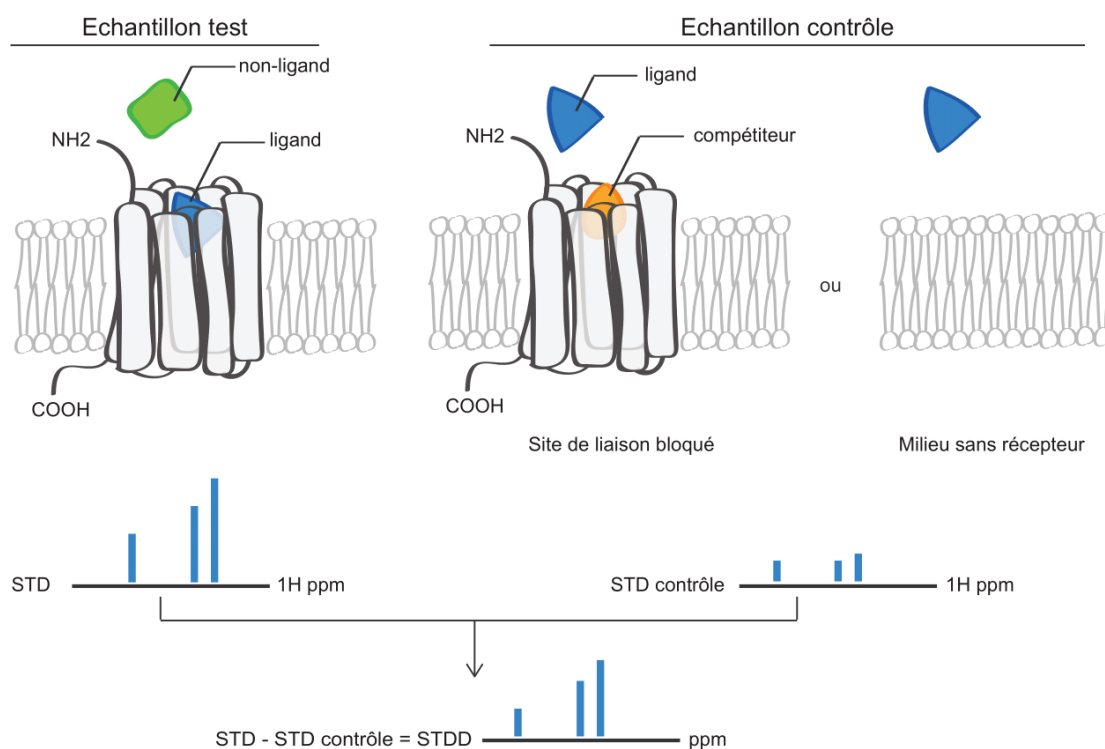 Echantillon test
Echantillon contrôle
non-ligand
ligand
NH2
COOH
ligand
compétiteur
NH2
COOH
ou
Site de liaison bloqué
Milieu sans récepteur
STD
1H ppm
STD contrôle
1H ppm
STD - STD contrôle = STDD
ppm